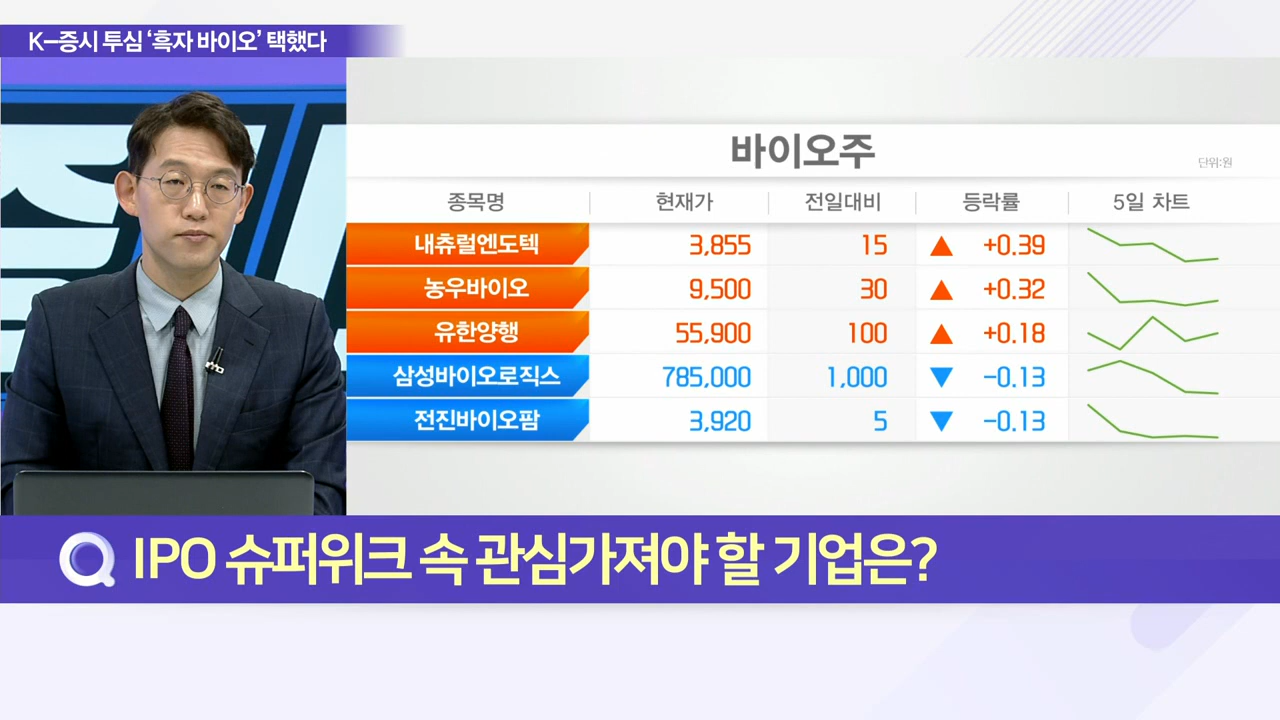 K-증시 투심 ‘흑자 바이오’ 택했다
바이오주
단위:원
종목명 현재가 전일대비 등락률 5일 차트
내츄럴엔도텍 3,855 15 ▲ +0.39
농우바이오 9,500 30 ▲ +0.32
유한양행 55,900 100 ▲ +0.18
삼성바이오로직스 785,000 1,000 ▼ -0.13
전진바이오팜 3,920 5 ▼ -0.13
Q IPO 슈퍼위크 속 관심가져야 할 기업은?